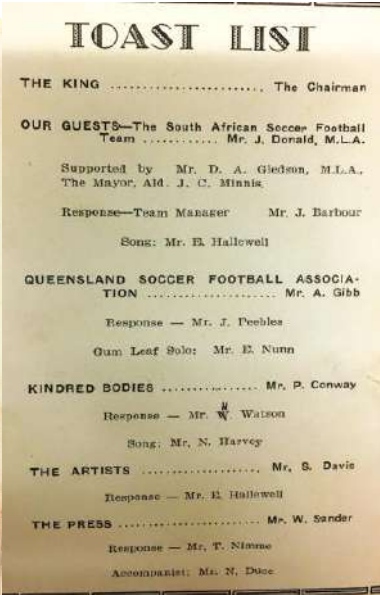 TOAST LIST
THE KING ........................ The Chairman
OUR GUESTS—The South African Soccer Football
Team ............ Mr. J. Donald, M.L.A.
Supported by Mr. D. A. Gledson, M.L.A.,
The Mayor, Ald. J. C. Minnis,
Response—Team Manager Mr. J. Barbour
Song: Mr. E. Hallewell
QUEENSLAND SOCCER FOOTBALL ASSOCIA-
TION ..................... Mr. A. Gibb
Response — Mr. J. Peebles
Gum Leaf Solo: Mr. E. Nunn
KINDRED BODIES ................ Mr. P. Conway
Response — Mr. Watson
Song: Mr. N. Harvey
THE ARTISTS ................... Mr, S. Davie
Response — Mr. E. Hallewell
THE PRESS ....................... Mr. W. Sander
Response — Mr, T. Nimmo
Accompanist: Mr. N. Duce